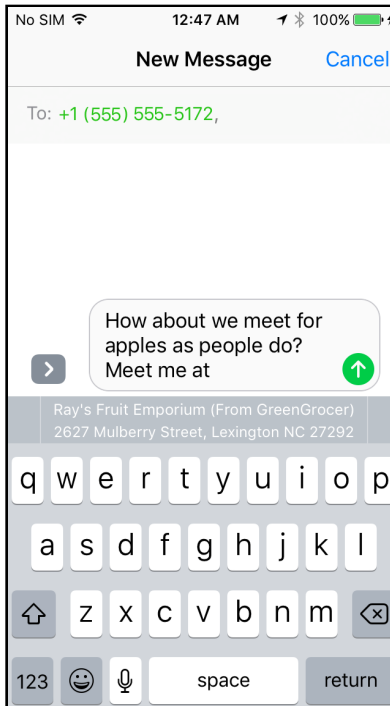 No SIM 12:47 AM 100%
New Message Cancel
To: +1 (555) 555-5172,
How about we meet for
apples as people do?
Meet me at
Ray's Fruit Emporium (From GreenGrocer)
2627 Mulberry Street, Lexington NC 27292
q w e r t y u i o p
a s d f g h j k l
z x c v b n m
123 space return